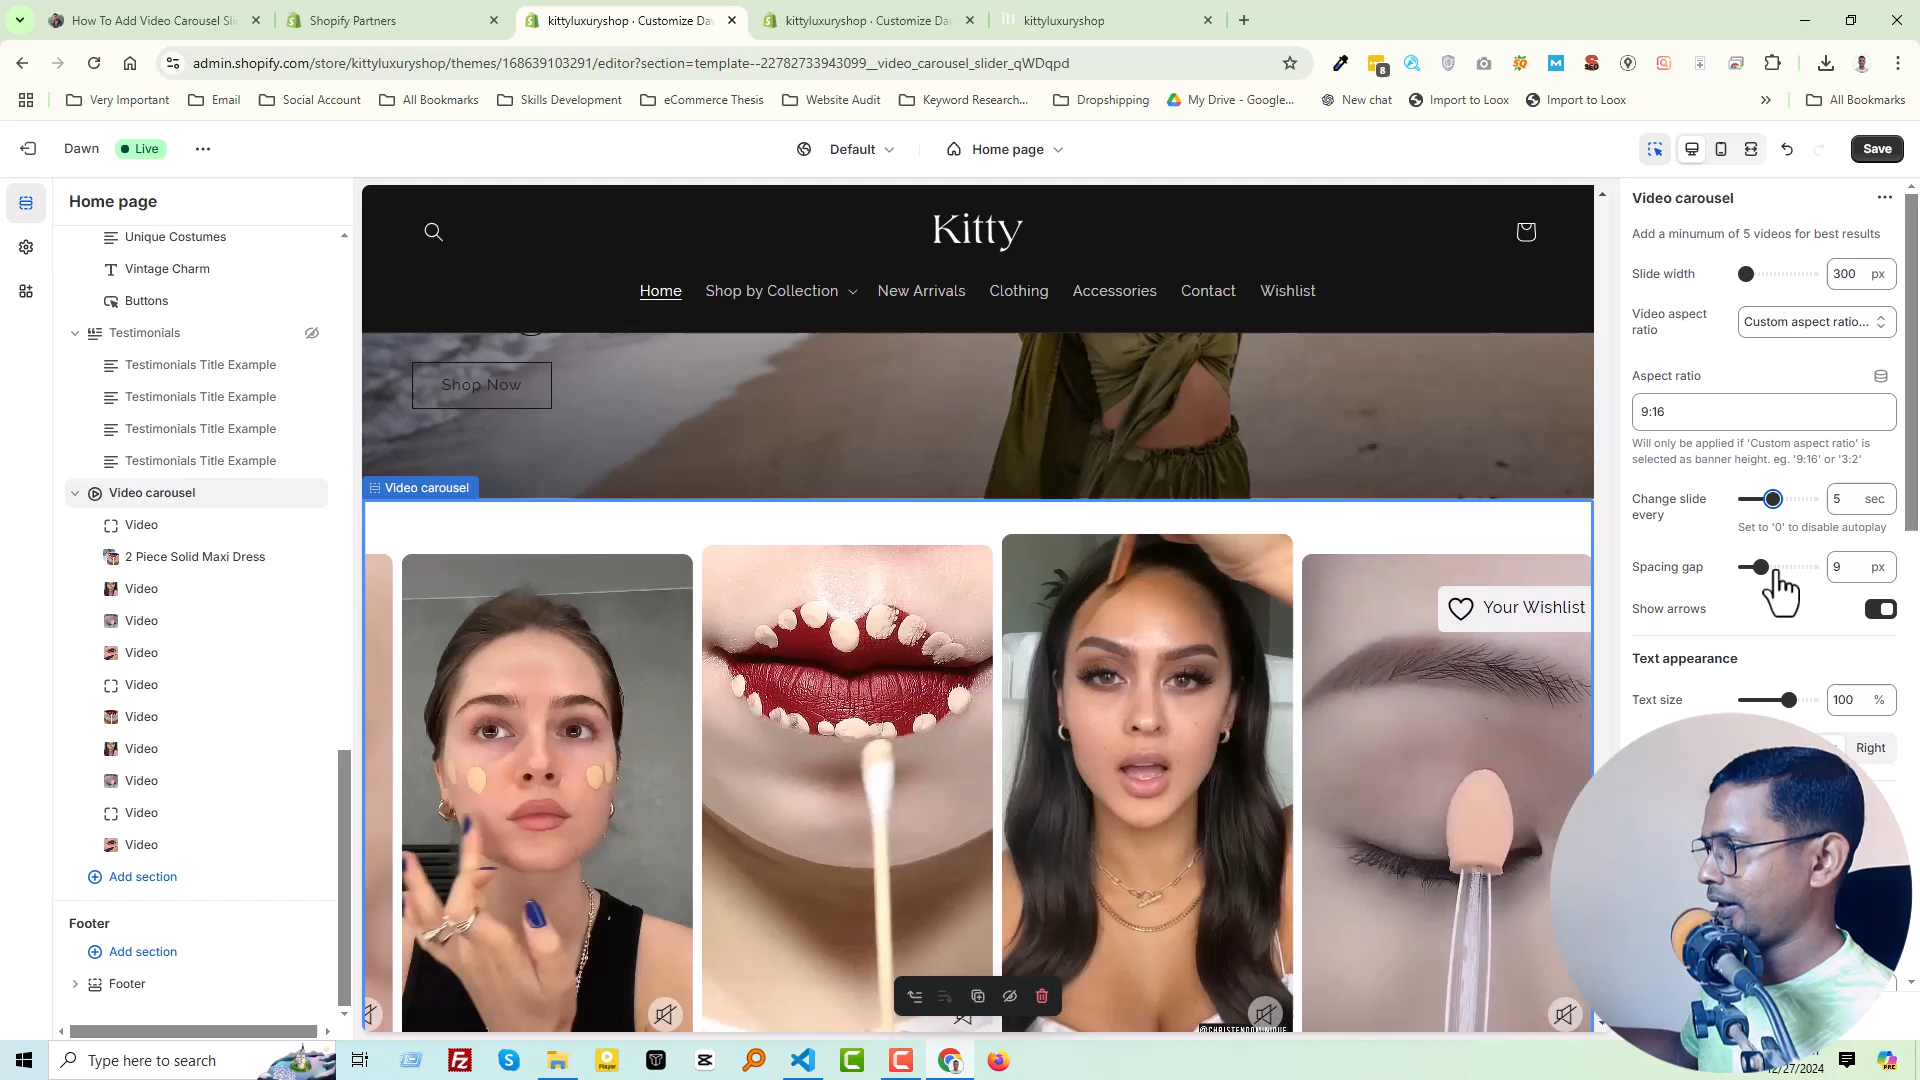 How To Add Video Carousel Sli
Shopify Partners
kittyluxuryshop · Customize Da
kittyluxuryshop · Customize Da
kittyluxuryshop
admin.shopify.com/store/kittyluxuryshop/themes/168639103291/editor?section=template--22782733943099__video_carousel_slider_qWDqpd
8
Very Important
Email
Social Account
All Bookmarks
Skills Development
eCommerce Thesis
Website Audit
Keyword Research...
Dropshipping
My Drive - Google...
New chat
Import to Loox
Import to Loox
All Bookmarks
Dawn
Live
Default
Home page
Save
Home page
Unique Costumes
Vintage Charm
Buttons
Testimonials
Testimonials Title Example
Testimonials Title Example
Testimonials Title Example
Testimonials Title Example
Video carousel
Video
2 Piece Solid Maxi Dress
Video
Video
Video
Video
Video
Video
Video
Video
Video
Add section
Footer
Add section
Footer
Kitty
Home
Shop by Collection
New Arrivals
Clothing
Accessories
Contact
Wishlist
Shop Now
Video carousel
Your Wishlist
@CHRISTENDOMINIQUE
Video carousel
Add a minumum of 5 videos for best results
Slide width
300 px
Video aspect
ratio
Custom aspect ratio...
Aspect ratio
9:16
Will only be applied if 'Custom aspect ratio' is
selected as banner height. eg. '9:16' or '3:2'
Change slide
every
5 sec
Set to '0' to disable autoplay
Spacing gap
9 px
Show arrows
Text appearance
Text size
100 %
Right
Type here to search
12/27/2024